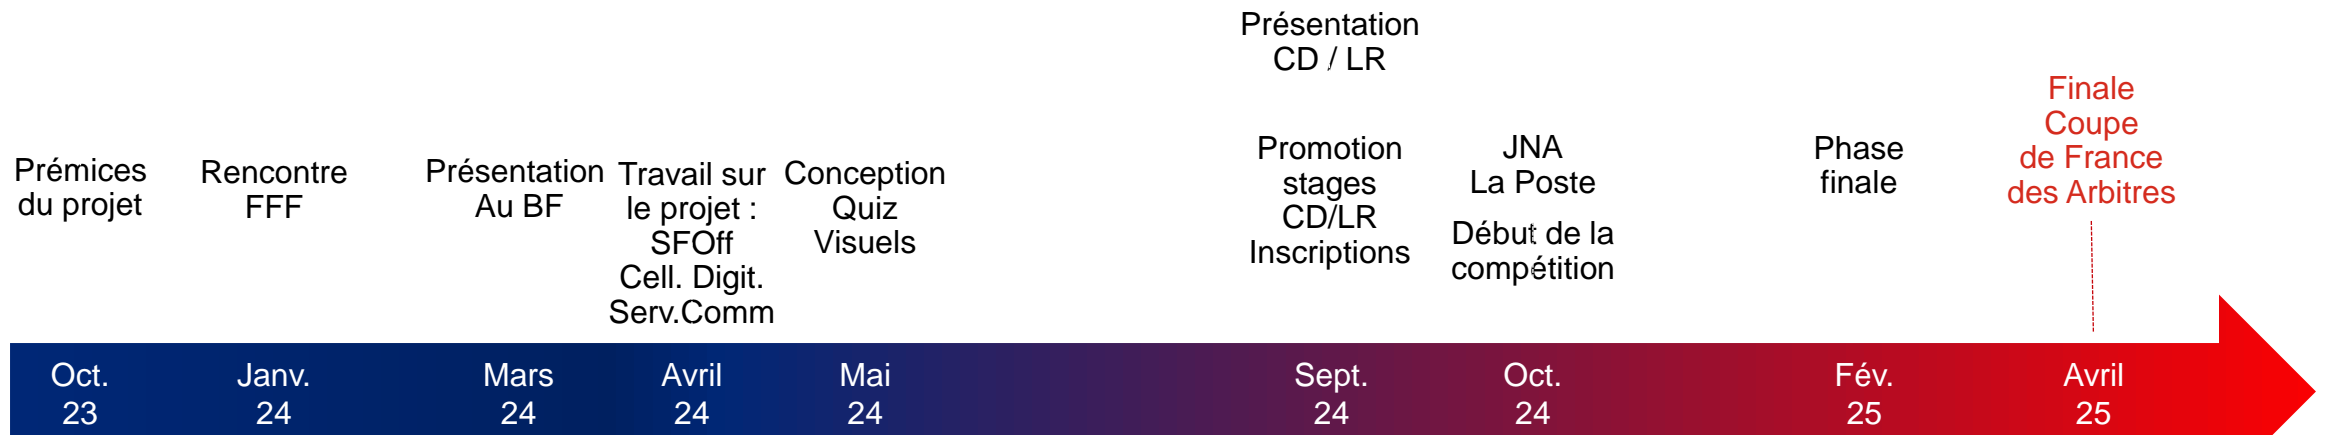 Prémices
du projet
Oct.
23
Rencontre
FFF
Janv.
24
Présentation
Au BF
Mars
24
Travail sur
le projet :
SFOff
Cell. Digit.
Serv.Comm
Avril
24
Conception
Quiz
Visuels
Mai
24
Présentation
CD / LR
Promotion
stages
CD/LR
Inscriptions
Sept.
24
JNA
La Poste
Début de la
compétition
Oct.
24
Phase
finale
Fév.
25
Finale
Coupe
de France
des Arbitres
Avril
25